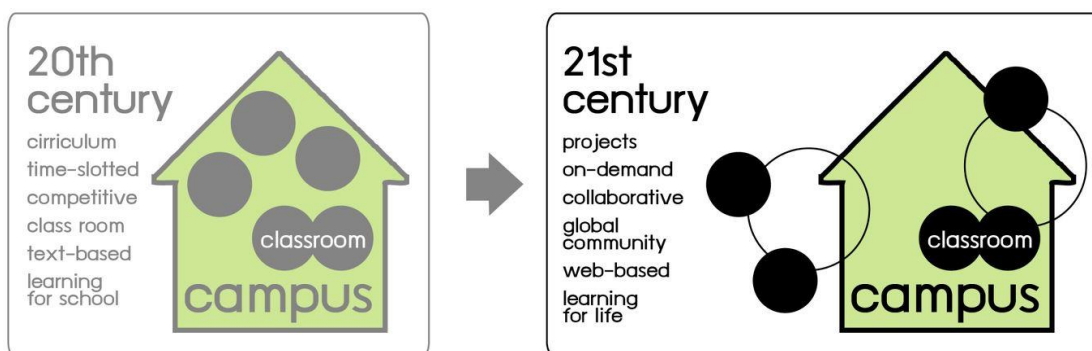 20th
century
cirriculum
time-slotted
competitive
class room
text-based
learning
for school
classroom
campus
21st
century
projects
on-demand
collaborative
global
community
web-based
learning
for life
classroom
campus